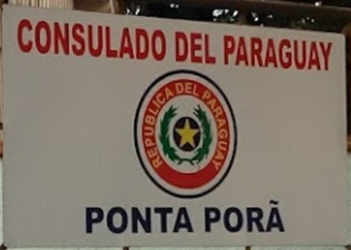 CONSULADO DEL PARAGUAY
REPUBLICA DEL PARAGUAY
PONTA PORÃ